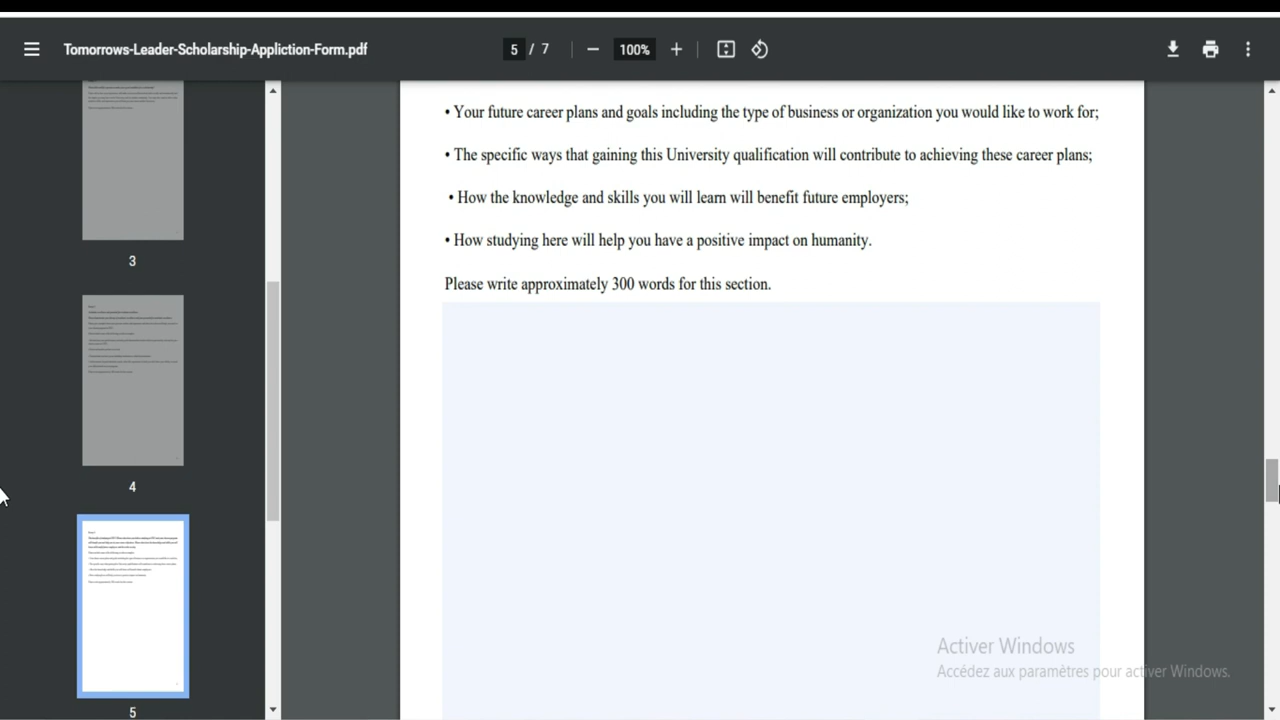 Tomorrows-Leader-Scholarship-Appliction-Form.pdf
5 / 7
100%
• Your future career plans and goals including the type of business or organization you would like to work for;
• The specific ways that gaining this University qualification will contribute to achieving these career plans;
• How the knowledge and skills you will learn will benefit future employers;
• How studying here will help you have a positive impact on humanity.
Please write approximately 300 words for this section.
3
4
5
Activer Windows
Accédez aux paramètres pour activer Windows.